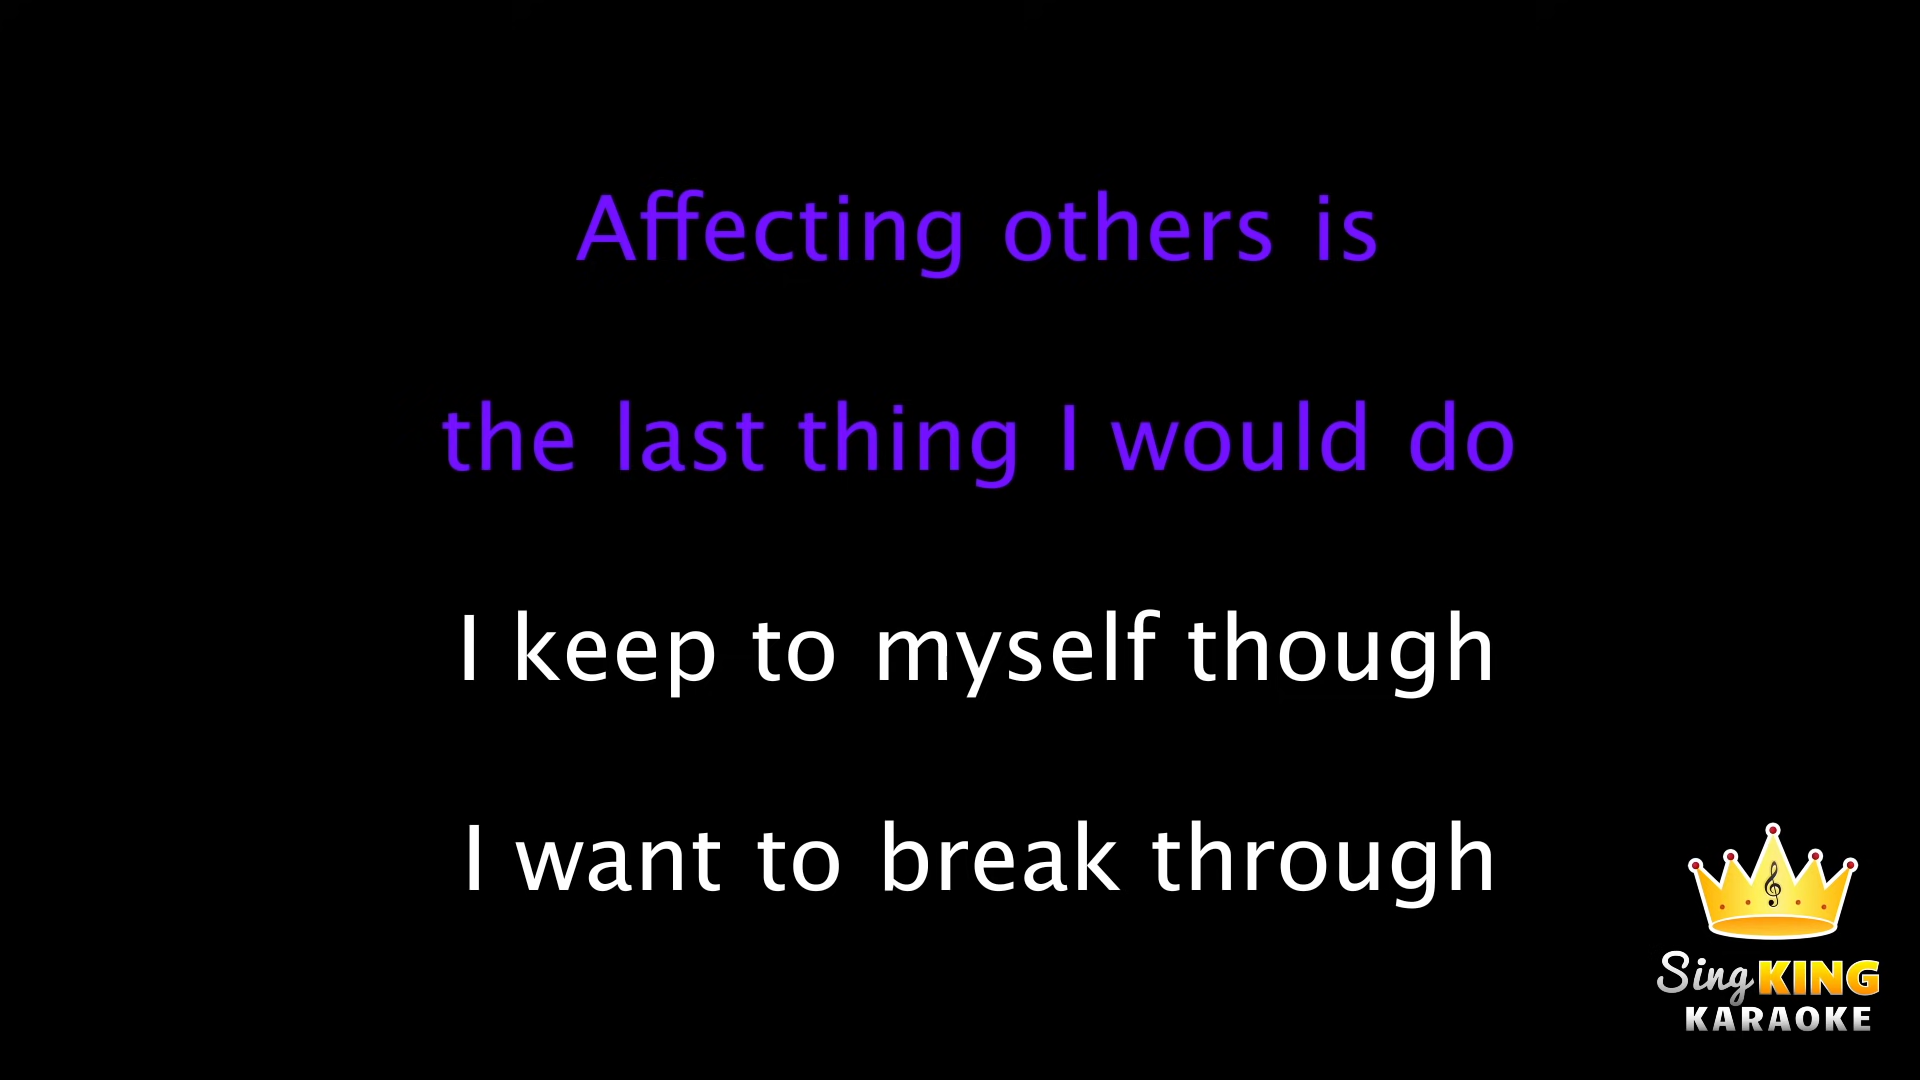 Affecting others is
the last thing I would do
I keep to myself though
I want to break through
Sing KING
KARAOKE